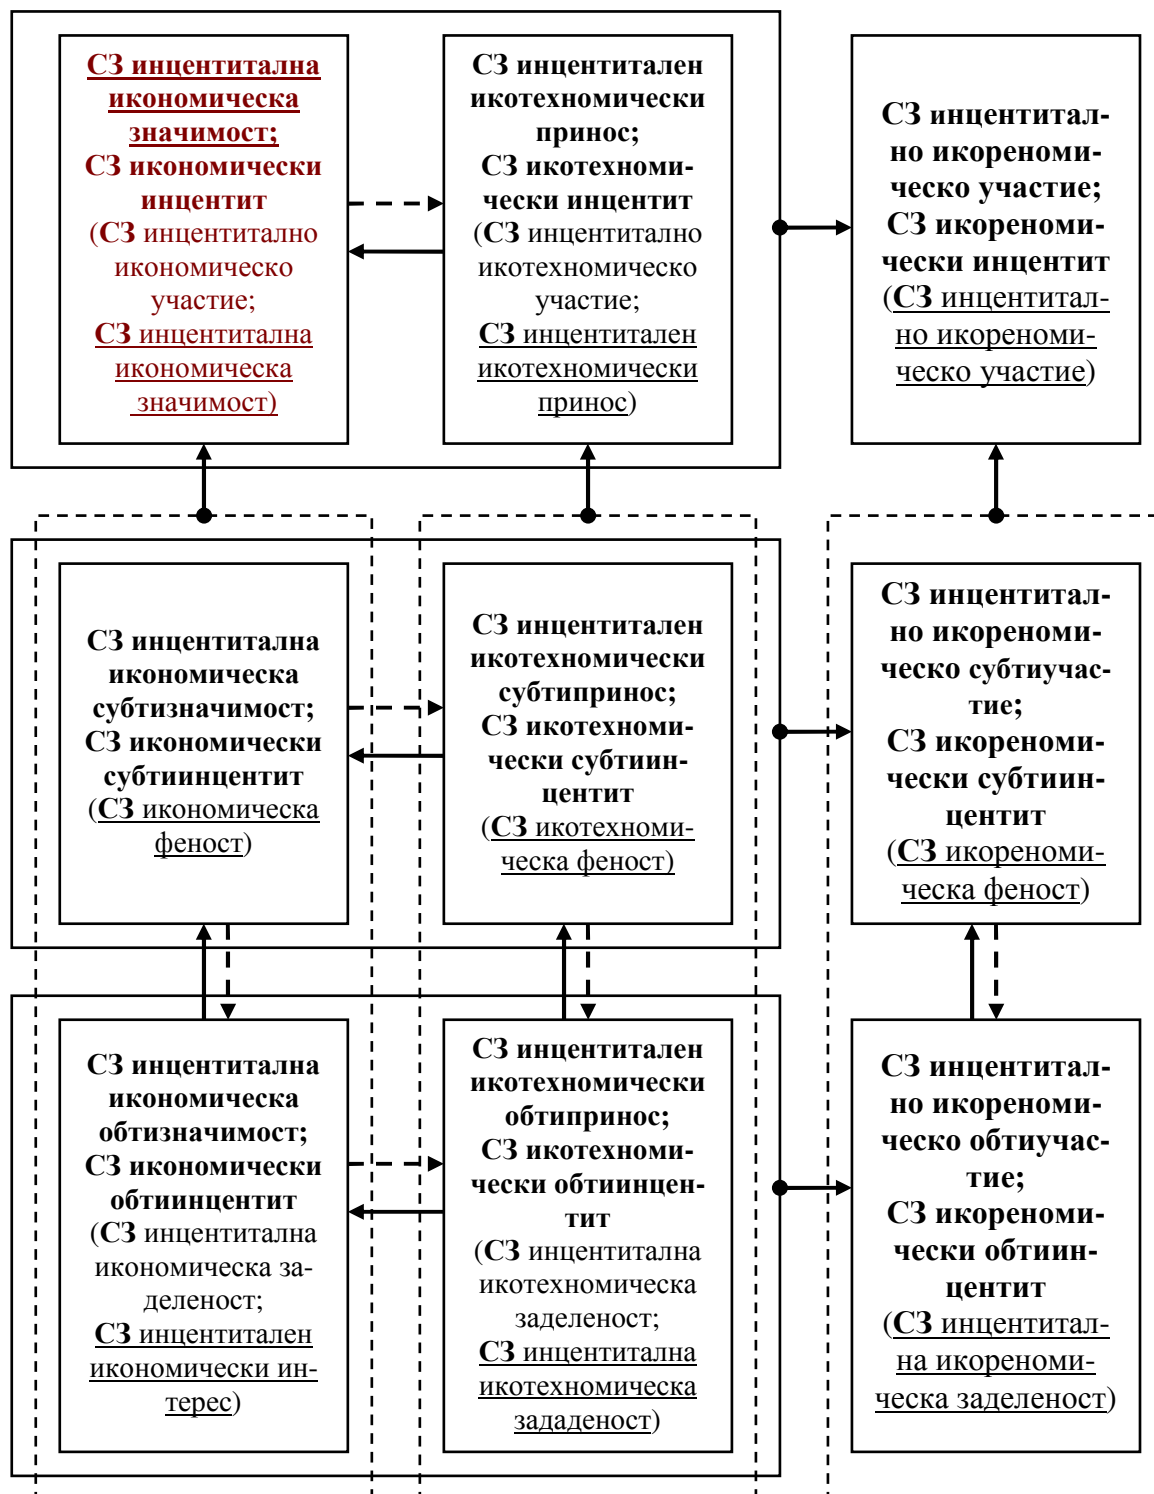 СЗ инцентитална
икономическа
значимост;
СЗ икономически
инцентит
(СЗ инцентитално
икономическо
участие;
СЗ инцентитална
икономическа
значимост)
СЗ инцентитален
икотехномически
принос;
СЗ икотехноми-
чески инцентит
(СЗ инцентитално
икотехномическо
участие;
СЗ инцентитален
икотехномически
принос)
СЗ инцентитал-
но икореноми-
ческо участие;
СЗ икореноми-
чески инцентит
(СЗ инцентитал-
но икореноми-
ческо участие)
СЗ инцентитална
икономическа
субтизначимост;
СЗ икономически
субтиинцентит
(СЗ икономическа
феност)
СЗ инцентитален
икотехномически
субтипринос;
СЗ икотехноми-
чески субтиин-
центит
(СЗ икотехноми-
ческа феност)
СЗ инцентитал-
но икореноми-
ческо субтиучас-
тие;
СЗ икореноми-
чески субтиин-
центит
(СЗ икореноми-
ческа феност)
СЗ инцентитална
икономическа
обтизначимост;
СЗ икономически
обтиинцентит
(СЗ инцентитална
икономическа за-
деленост;
СЗ инцентитален
икономически ин-
терес)
СЗ инцентитален
икотехномически
обтипринос;
СЗ икотехноми-
чески обтиинцен-
тит
(СЗ инцентитална
икотехномическа
заделеност;
СЗ инцентитална
икотехномическа
зададеност)
СЗ инцентитал-
но икореноми-
ческо обтиучас-
тие;
СЗ икореноми-
чески обтиин-
центит
(СЗ инцентитал-
на икореноми-
ческа заделеност)